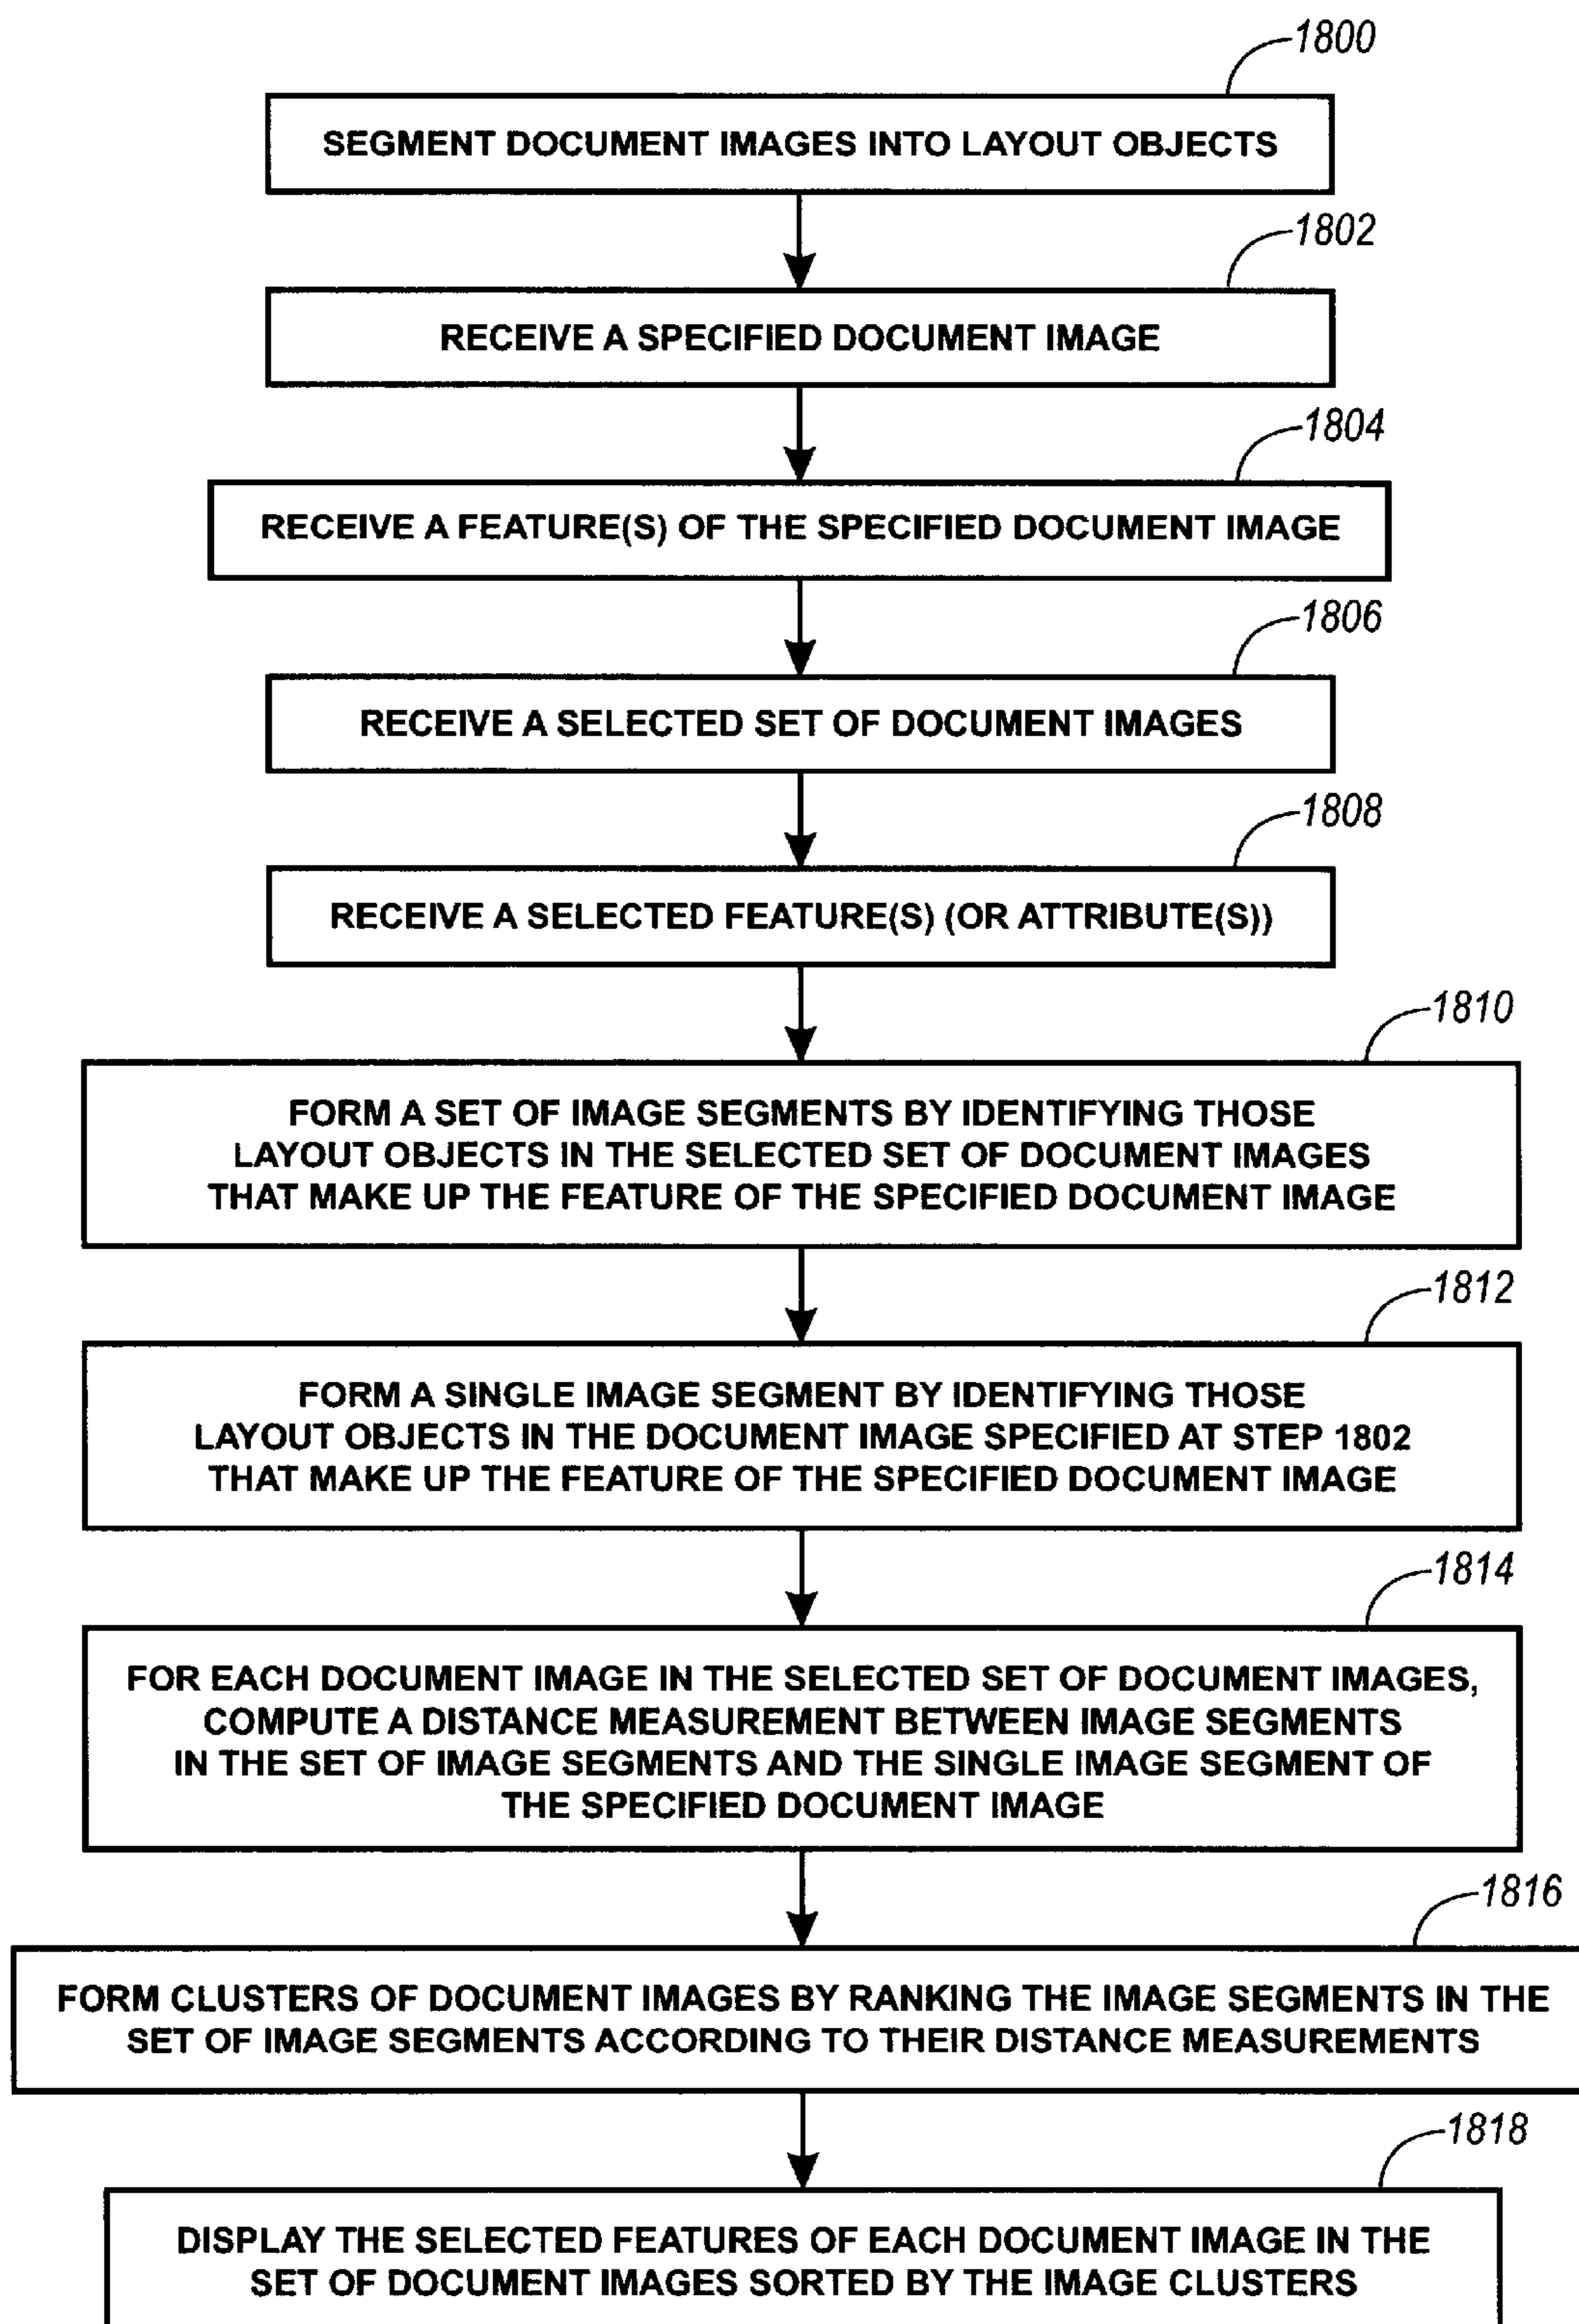 1800
SEGMENT DOCUMENT IMAGES INTO LAYOUT OBJECTS
1802
RECEIVE A SPECIFIED DOCUMENT IMAGE
1804
RECEIVE A FEATURE(S) OF THE SPECIFIED DOCUMENT IMAGE
1806
RECEIVE A SELECTED SET OF DOCUMENT IMAGES
1808
RECEIVE A SELECTED FEATURE(S) (OR ATTRIBUTE(S))
1810
FORM A SET OF IMAGE SEGMENTS BY IDENTIFYING THOSE
LAYOUT OBJECTS IN THE SELECTED SET OF DOCUMENT IMAGES
THAT MAKE UP THE FEATURE OF THE SPECIFIED DOCUMENT IMAGE
1812
FORM A SINGLE IMAGE SEGMENT BY IDENTIFYING THOSE
LAYOUT OBJECTS IN THE DOCUMENT IMAGE SPECIFIED AT STEP 1802
THAT MAKE UP THE FEATURE OF THE SPECIFIED DOCUMENT IMAGE
1814
FOR EACH DOCUMENT IMAGE IN THE SELECTED SET OF DOCUMENT IMAGES,
COMPUTE A DISTANCE MEASUREMENT BETWEEN IMAGE SEGMENTS
IN THE SET OF IMAGE SEGMENTS AND THE SINGLE IMAGE SEGMENT OF
THE SPECIFIED DOCUMENT IMAGE
1816
FORM CLUSTERS OF DOCUMENT IMAGES BY RANKING THE IMAGE SEGMENTS IN THE
SET OF IMAGE SEGMENTS ACCORDING TO THEIR DISTANCE MEASUREMENTS
1818
DISPLAY THE SELECTED FEATURES OF EACH DOCUMENT IMAGE IN THE
SET OF DOCUMENT IMAGES SORTED BY THE IMAGE CLUSTERS